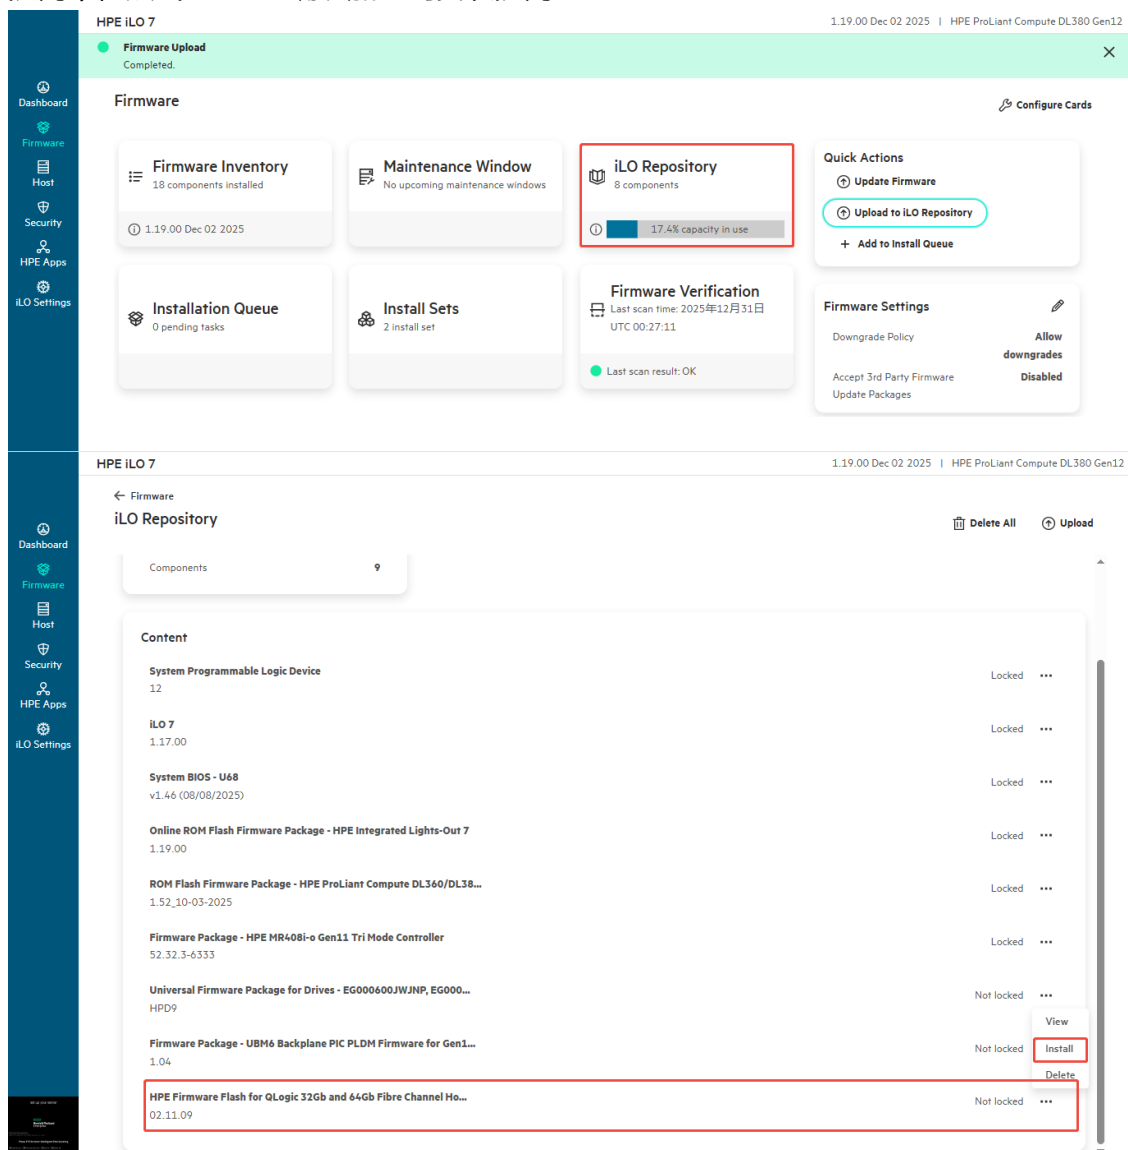 HPE iLO 7
1.19.00 Dec 02 2025 | HPE ProLiant Compute DL380 Gen12
Firmware Upload
Completed.
Dashboard
Firmware
Host
Security
HPE Apps
iLO Settings
Firmware
Configure Cards
Firmware Inventory
18 components installed
1.19.00 Dec 02 2025
Maintenance Window
No upcoming maintenance windows
iLO Repository
8 components
17.4% capacity in use
Quick Actions
Update Firmware
Upload to iLO Repository
Add to Install Queue
Installation Queue
0 pending tasks
Install Sets
2 install set
Firmware Verification
Last scan time: 2025年12月31日
UTC 00:27:11
Last scan result: OK
Firmware Settings
Downgrade Policy
Allow
downgrades
Accept 3rd Party Firmware
Update Packages
Disabled
HPE iLO 7
1.19.00 Dec 02 2025 | HPE ProLiant Compute DL380 Gen12
Dashboard
Firmware
Host
Security
HPE Apps
iLO Settings
Firmware
iLO Repository
Delete All
Upload
Components 9
Content
System Programmable Logic Device
12
Locked
iLO 7
1.17.00
Locked
System BIOS - U68
v1.46 (08/08/2025)
Locked
Online ROM Flash Firmware Package - HPE Integrated Lights-Out 7
1.19.00
Locked
ROM Flash Firmware Package - HPE ProLiant Compute DL360/DL38...
1.52_10-03-2025
Locked
Firmware Package - HPE MR408i-o Gen11 Tri Mode Controller
52.32.3-6333
Locked
Universal Firmware Package for Drives - EG000600JWJNP, EG000...
HPD9
Not locked
View
Install
Delete
Firmware Package - UBM6 Backplane PIC PLDM Firmware for Gen1...
1.04
Not locked
HPE Firmware Flash for QLogic 32Gb and 64Gb Fibre Channel Ho...
02.11.09
Not locked